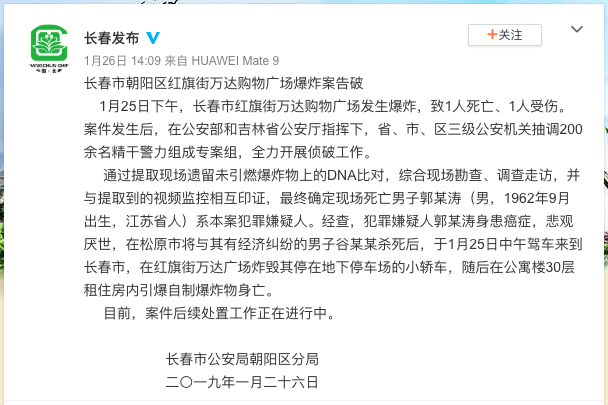 长春发布
+关注
1月26日 14:09 来自 HUAWEI Mate 9
长春市朝阳区红旗街万达购物广场爆炸案告破
1月25日下午，长春市红旗街万达购物广场发生爆炸，致1人死亡、1人受伤。
案件发生后，在公安部和吉林省公安厅指挥下，省、市、区三级公安机关抽调200
余名精干警力组成专案组，全力开展侦破工作。
通过提取现场遗留未引燃爆炸物上的DNA比对，综合现场勘查、调查走访，并
与提取到的视频监控相互印证，最终确定现场死亡男子郭某涛（男，1962年9月
出生，江苏省人）系本案犯罪嫌疑人。经查，犯罪嫌疑人郭某涛身患癌症，悲观
厌世，在松原市将与其有经济纠纷的男子谷某某杀死后，于1月25日中午驾车来到
长春市，在红旗街万达广场炸毁其停在地下停车场的小轿车，随后在公寓楼30层
租住房内引爆自制爆炸物身亡。
目前，案件后续处置工作正在进行中。
长春市公安局朝阳区分局
二〇一九年一月二十六日